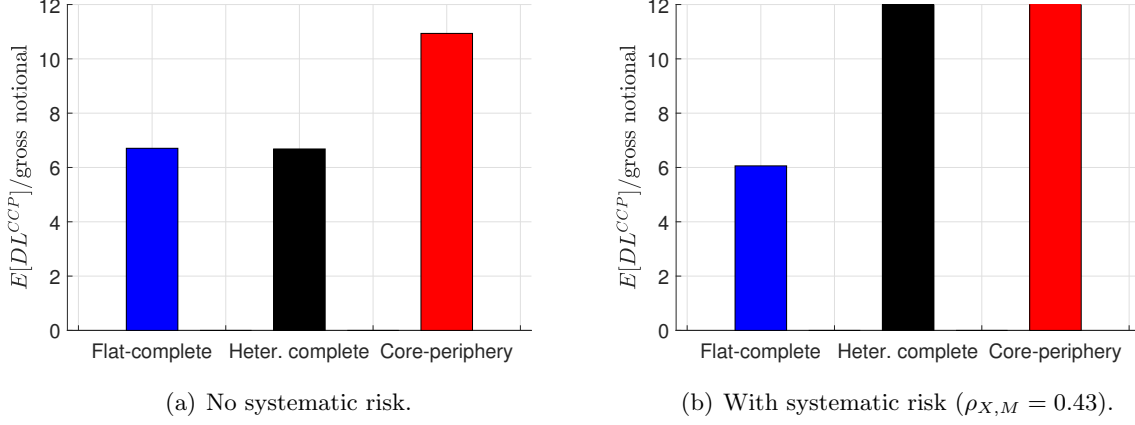 12
10
8
6
4
2
0
E[DL^{CCP}]/gross notional
Flat-complete Heter. complete Core-periphery
(a) No systematic risk.
12
10
8
6
4
2
0
E[DL^{CCP}]/gross notional
Flat-complete Heter. complete Core-periphery
(b) With systematic risk (ρ_{X,M} = 0.43).